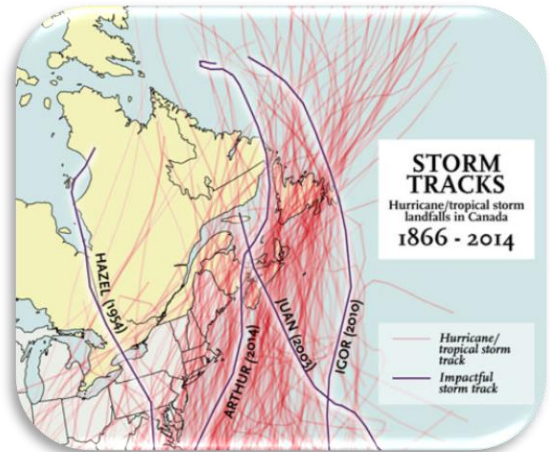 STORM
TRACKS
Hurricane/tropical storm
landfalls in Canada
1866 - 2014
HAZEL (1954)
ARTHUR (2014)
JUAN (2003)
IGOR (2010)
Hurricane/
tropical storm
track
Impactful
storm track